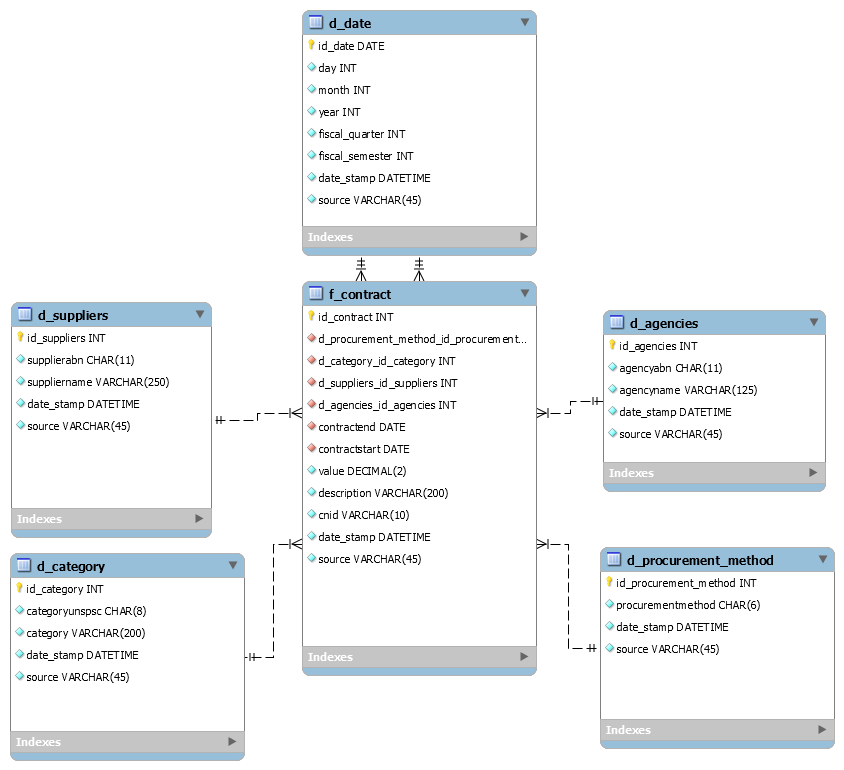 d_date
id_date DATE
day INT
month INT
year INT
fiscal_quarter INT
fiscal_semester INT
date_stamp DATETIME
source VARCHAR(45)
Indexes
d_suppliers
id_suppliers INT
supplierabn CHAR(11)
suppliername VARCHAR(250)
date_stamp DATETIME
source VARCHAR(45)
Indexes
f_contract
id_contract INT
d_procurement_method_id_procurement...
d_category_id_category INT
d_suppliers_id_suppliers INT
d_agencies_id_agencies INT
contractend DATE
contractstart DATE
value DECIMAL(2)
description VARCHAR(200)
cnid VARCHAR(10)
date_stamp DATETIME
source VARCHAR(45)
Indexes
d_agencies
id_agencies INT
agencyabn CHAR(11)
agencyname VARCHAR(125)
date_stamp DATETIME
source VARCHAR(45)
Indexes
d_category
id_category INT
categoryunspsc CHAR(8)
category VARCHAR(200)
date_stamp DATETIME
source VARCHAR(45)
Indexes
d_procurement_method
id_procurement_method INT
procurementmethod CHAR(6)
date_stamp DATETIME
source VARCHAR(45)
Indexes